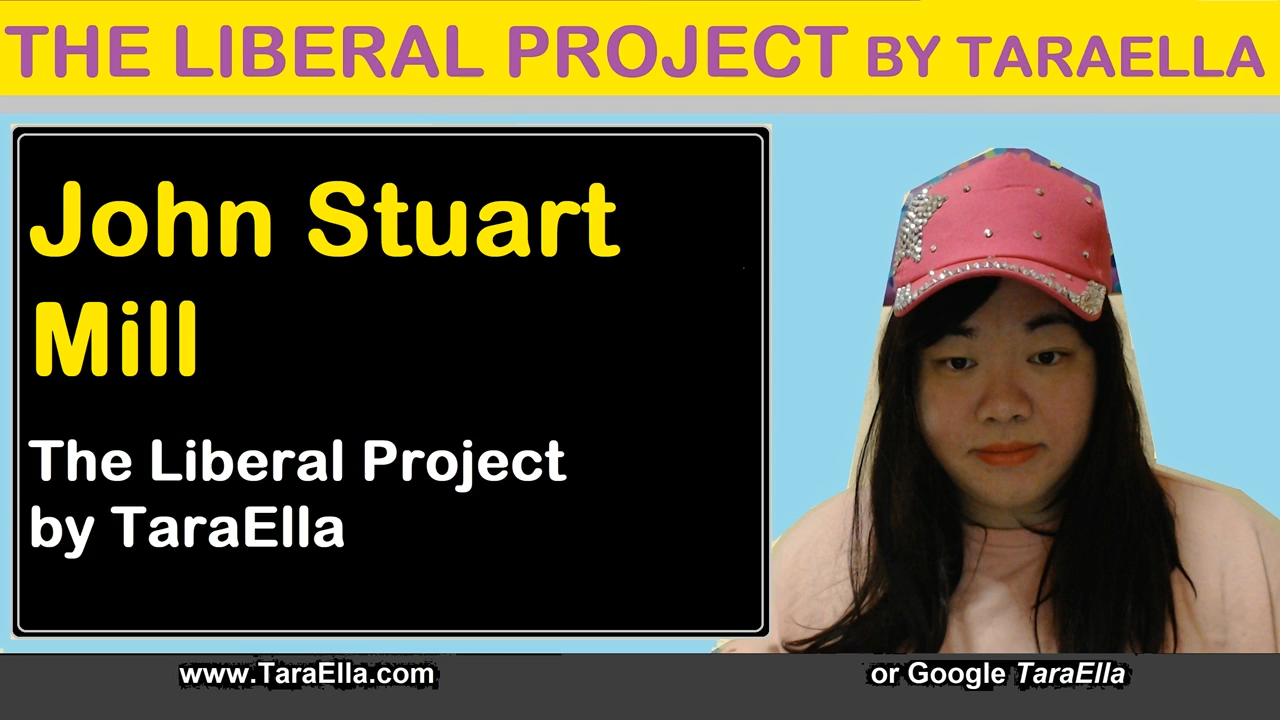 THE LIBERAL PROJECT BY TARAELLA
John Stuart
Mill
The Liberal Project
by TaraElla
www.TaraElla.com
or Google TaraElla